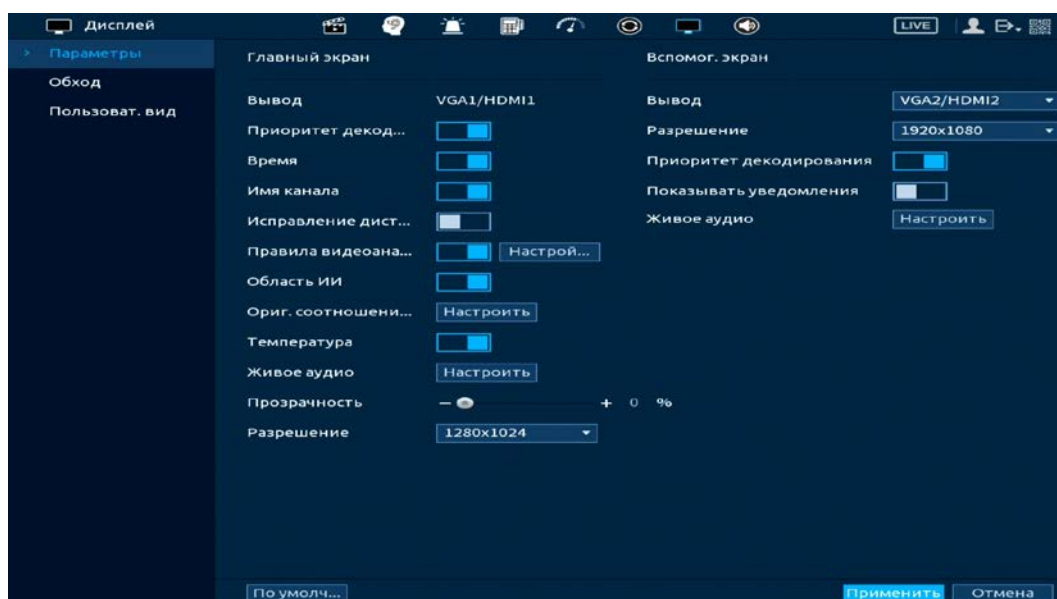 Дисплей
LIVE
Параметры
Обход
Пользоват. вид
Главный экран
Вывод VGA1/HDMI1
Приоритет декод...
Время
Имя канала
Исправление дист...
Правила видеоана... Настрой...
Область ИИ
Ориг. соотношени... Настроить
Температура
Живое аудио Настроить
Прозрачность − + 0 %
Разрешение 1280x1024
Вспомог. экран
Вывод VGA2/HDMI2
Разрешение 1920x1080
Приоритет декодирования
Показывать уведомления
Живое аудио Настроить
По умолч... Применить Отмена